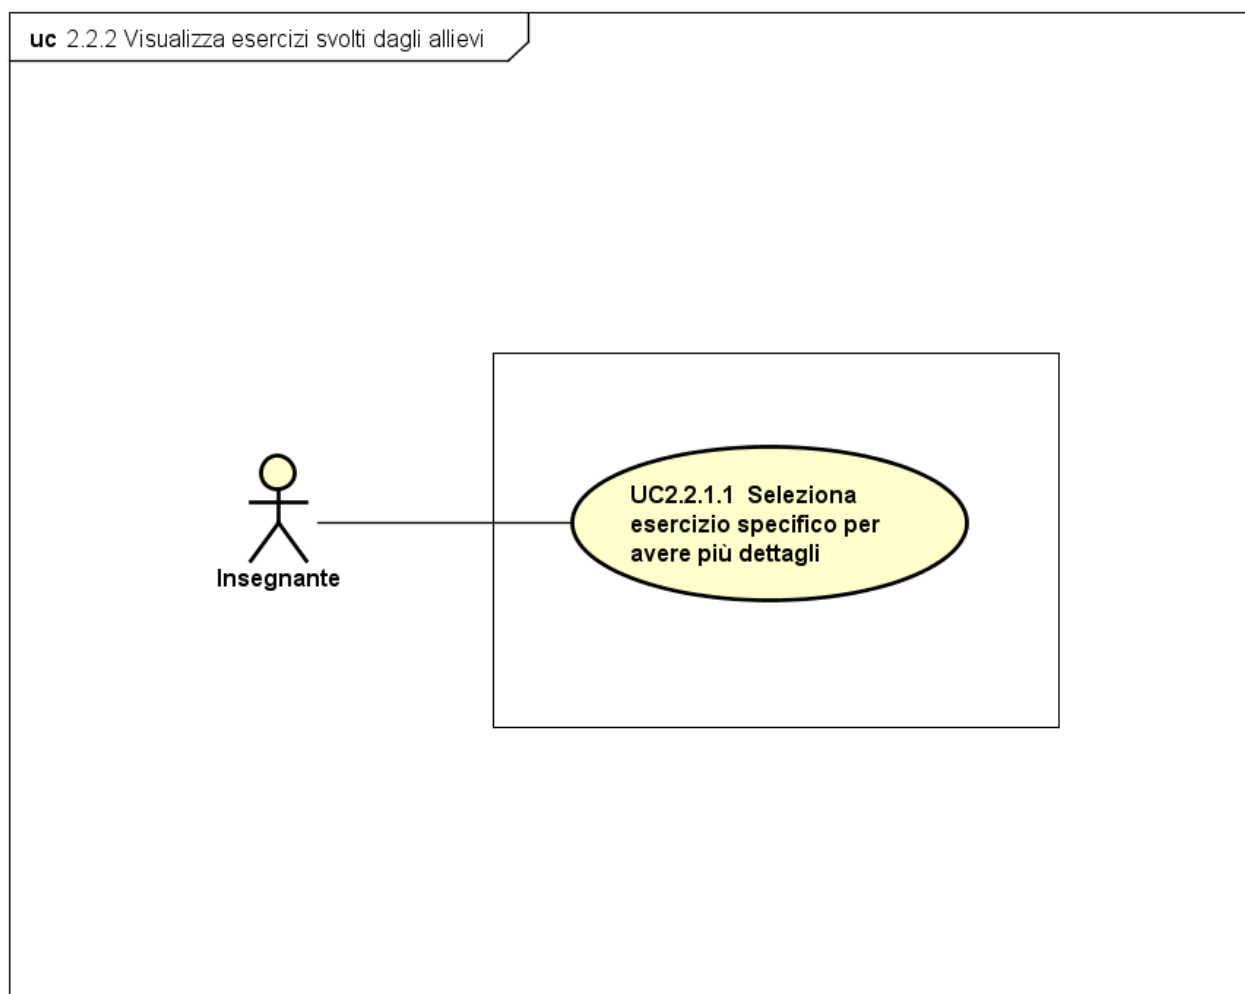 uc 2.2.2 Visualizza esercizi svolti dagli allievi
UC2.2.1.1 Seleziona
esercizio specifico per
avere più dettagli
Insegnante